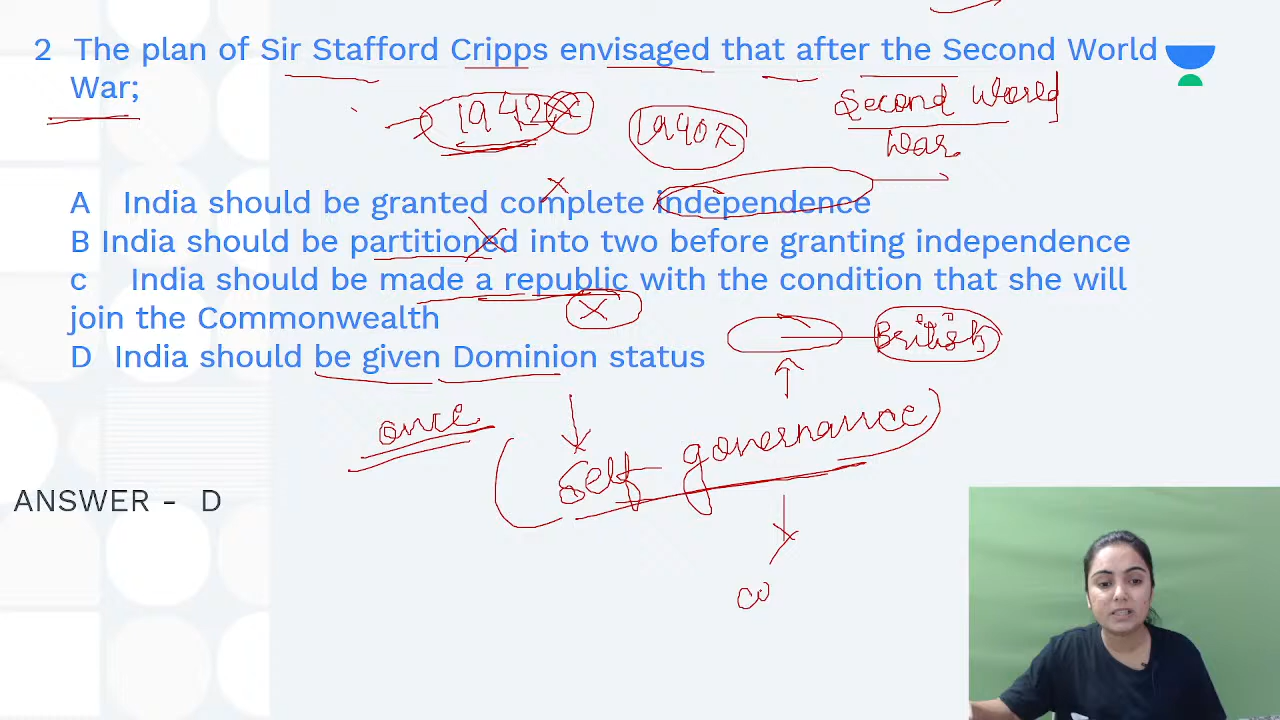 2 The plan of Sir Stafford Cripps envisaged that after the Second World
War;
1942
1940
Second World
War
A India should be granted complete independence
B India should be partitioned into two before granting independence
c India should be made a republic with the condition that she will
join the Commonwealth
British
D India should be given Dominion status
once
Self governance
ANSWER - D
co